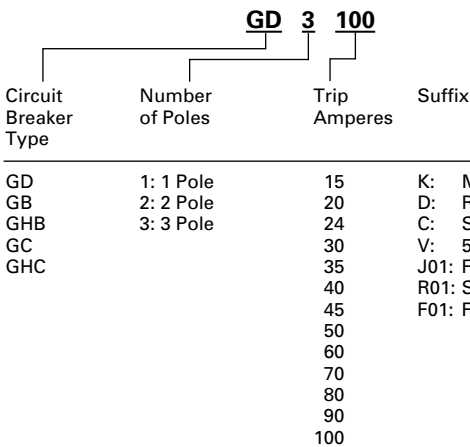 GD 3 100
Circuit Breaker Type
Number of Poles
Trip Amperes
Suffix
GD 1: 1 Pole 15 K:
GB 2: 2 Pole 20 D:
GHB 3: 3 Pole 24 C:
GC 30 V: 5
GHC 35 J01: F
40 R01: S
45 F01: F
50
60
70
80
90
100